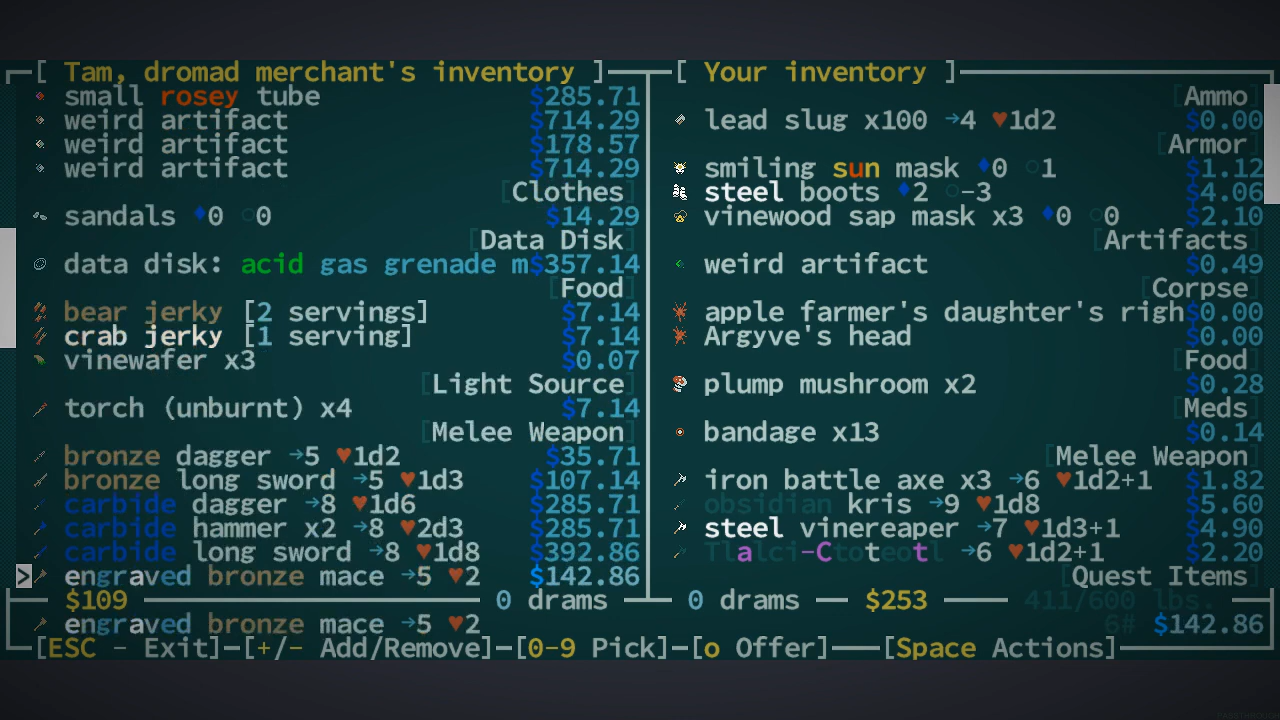 [ Tam, dromad merchant's inventory ]
small rosey tube $285.71
weird artifact $714.29
weird artifact $178.57
weird artifact $714.29
[Clothes]
sandals ♦0 ○0 $14.29
[Data Disk]
data disk: acid gas grenade m$357.14
[Food]
bear jerky [2 servings] $7.14
crab jerky [1 serving] $7.14
vinewafer x3 $0.07
[Light Source]
torch (unburnt) x4 $7.14
[Melee Weapon]
bronze dagger →5 ♥1d2 $35.71
bronze long sword →5 ♥1d3 $107.14
carbide dagger →8 ♥1d6 $285.71
carbide hammer x2 →8 ♥2d3 $285.71
carbide long sword →8 ♥1d8 $392.86
> engraved bronze mace →5 ♥2 $142.86
$109 0 drams
[ Your inventory ]
[Ammo]
lead slug x100 →4 ♥1d2 $0.00
[Armor]
smiling sun mask ♦0 ○1 $1.12
steel boots ♦2 ○-3 $4.06
vinewood sap mask x3 ♦0 ○0 $2.10
[Artifacts]
weird artifact $0.49
[Corpse]
apple farmer's daughter's righ$0.00
Argyve's head $0.00
[Food]
plump mushroom x2 $0.28
[Meds]
bandage x13 $0.14
[Melee Weapon]
iron battle axe x3 →6 ♥1d2+1 $1.82
obsidian kris →9 ♥1d8 $5.60
steel vinereaper →7 ♥1d3+1 $4.90
Tlalci-Ctoteotl →6 ♥1d2+1 $2.20
[Quest Items]
0 drams $253 411/600 lbs.
engraved bronze mace →5 ♥2 6# $142.86
[ESC - Exit]-[+/- Add/Remove]-[0-9 Pick]-[o Offer] [Space Actions]